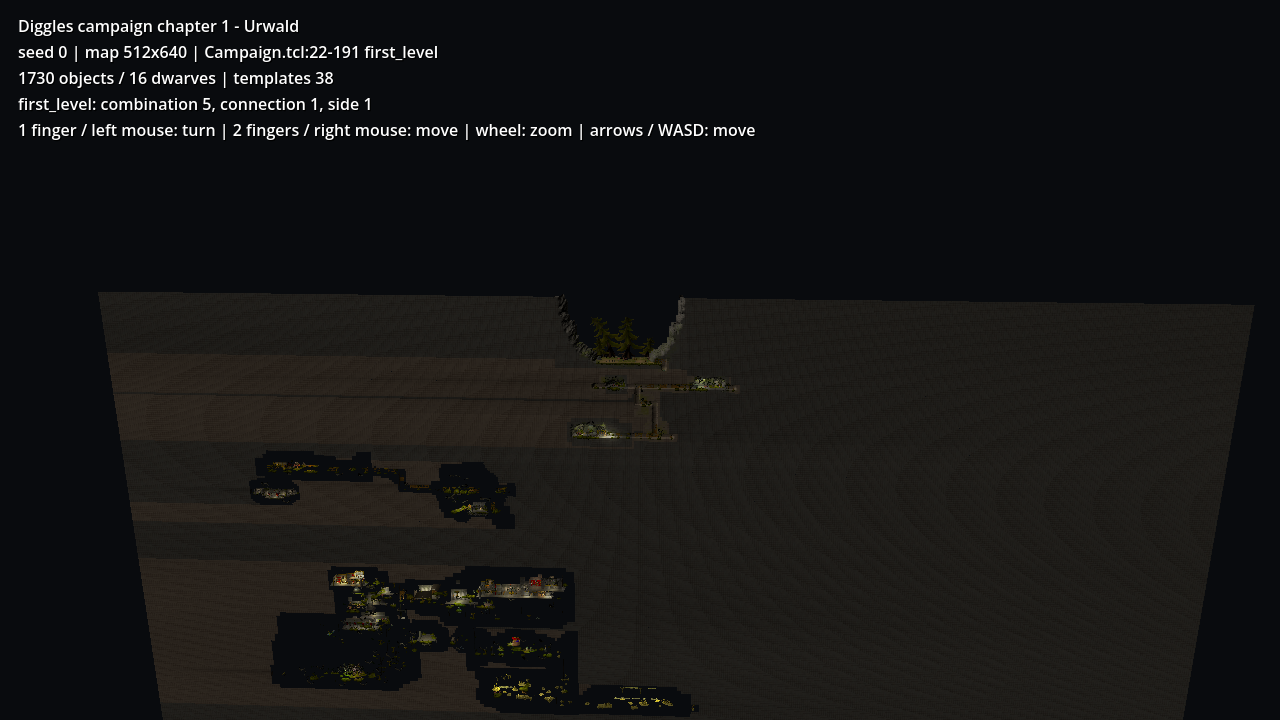 Diggles campaign chapter 1 - Urwald
seed 0 | map 512x640 | Campaign.tcl:22-191 first_level
1730 objects / 16 dwarves | templates 38
first_level: combination 5, connection 1, side 1
1 finger / left mouse: turn | 2 fingers / right mouse: move | wheel: zoom | arrows / WASD: move